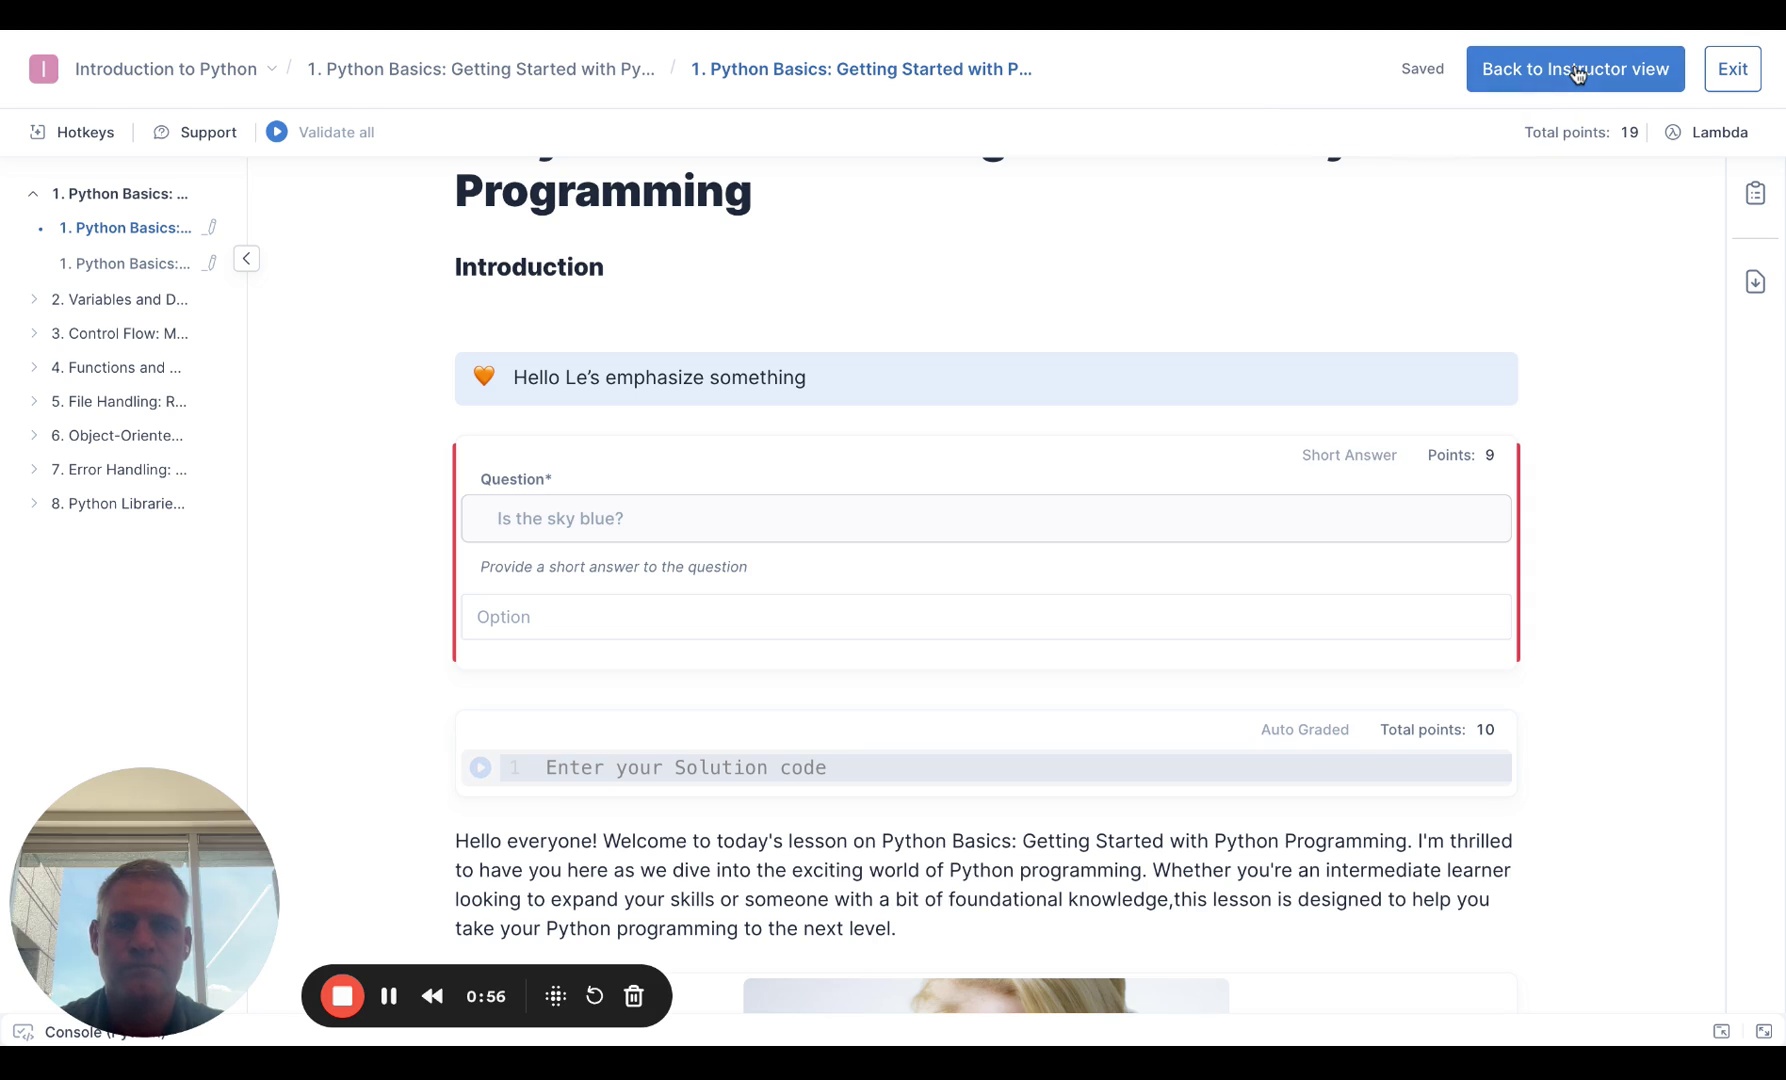 I Introduction to Python / 1. Python Basics: Getting Started with Py... / 1. Python Basics: Getting Started with P... Saved Back to Instructor view Exit
Hotkeys Support Validate all Total points: 19 Lambda
1. Python Basics: ...
1. Python Basics:...
1. Python Basics:...
2. Variables and D...
3. Control Flow: M...
4. Functions and ...
5. File Handling: R...
6. Object-Oriente...
7. Error Handling: ...
8. Python Librarie...
Programming
Introduction
Hello Le's emphasize something
Short Answer Points: 9
Question*
Is the sky blue?
Provide a short answer to the question
Option
Auto Graded Total points: 10
1 Enter your Solution code
Hello everyone! Welcome to today's lesson on Python Basics: Getting Started with Python Programming. I'm thrilled
to have you here as we dive into the exciting world of Python programming. Whether you're an intermediate learner
looking to expand your skills or someone with a bit of foundational knowledge,this lesson is designed to help you
take your Python programming to the next level.
0:56
Console